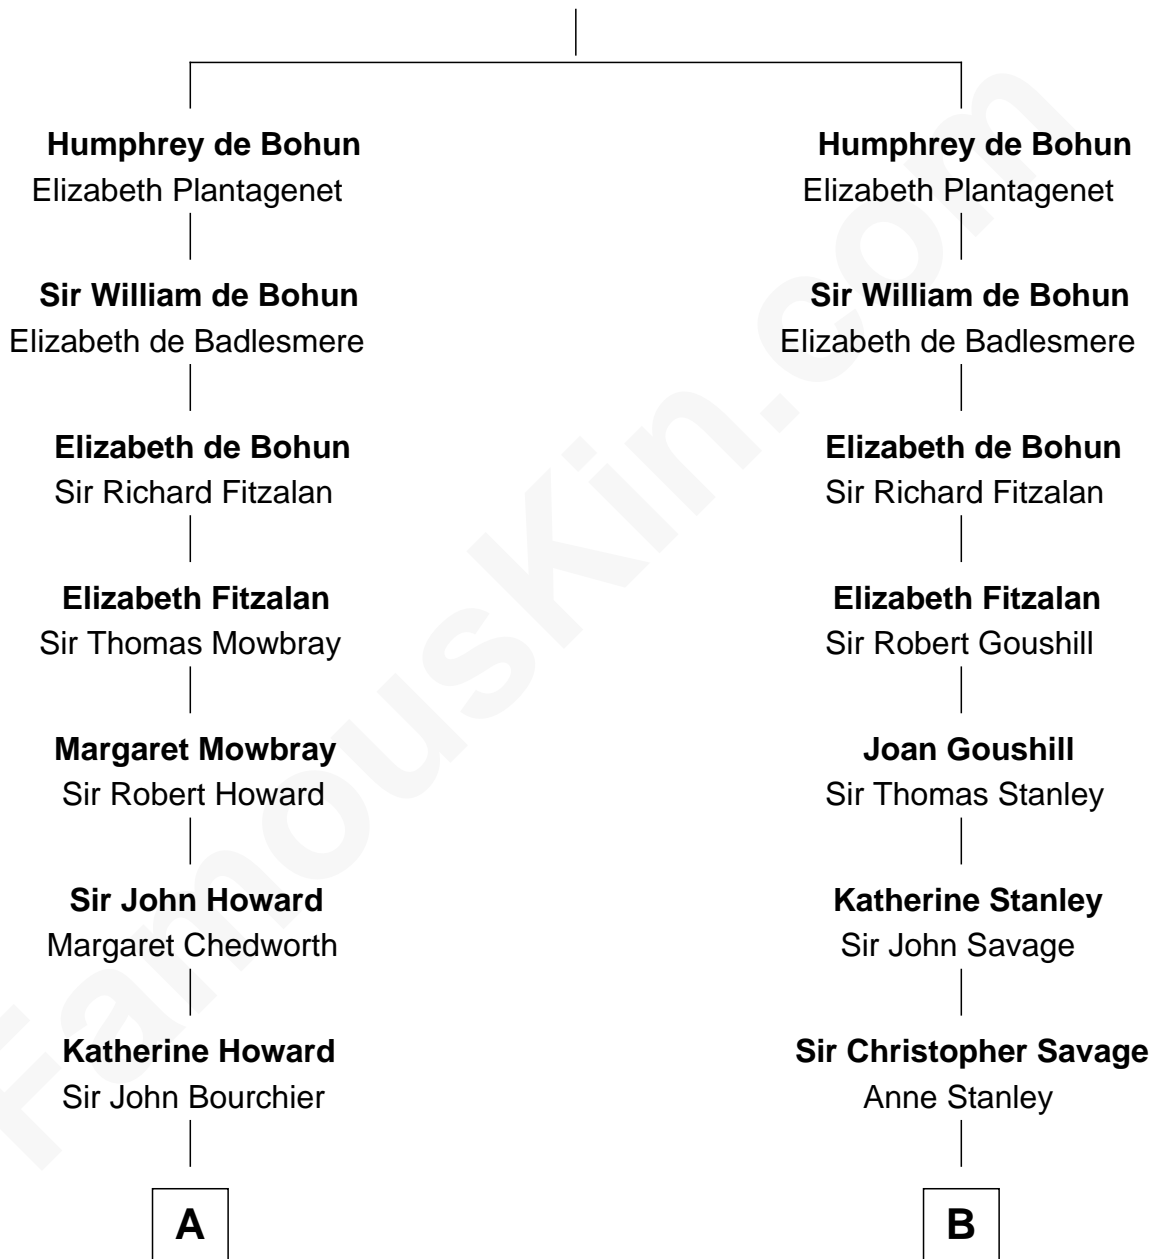 Humphrey de Bohun
Elizabeth Plantagenet
Sir William de Bohun
Elizabeth de Badlesmere
Elizabeth de Bohun
Sir Richard Fitzalan
Elizabeth Fitzalan
Sir Thomas Mowbray
Margaret Mowbray
Sir Robert Howard
Sir John Howard
Margaret Chedworth
Katherine Howard
Sir John Bourchier
A
Humphrey de Bohun
Elizabeth Plantagenet
Sir William de Bohun
Elizabeth de Badlesmere
Elizabeth de Bohun
Sir Richard Fitzalan
Elizabeth Fitzalan
Sir Robert Goushill
Joan Goushill
Sir Thomas Stanley
Katherine Stanley
Sir John Savage
Sir Christopher Savage
Anne Stanley
B
FamousKin.com